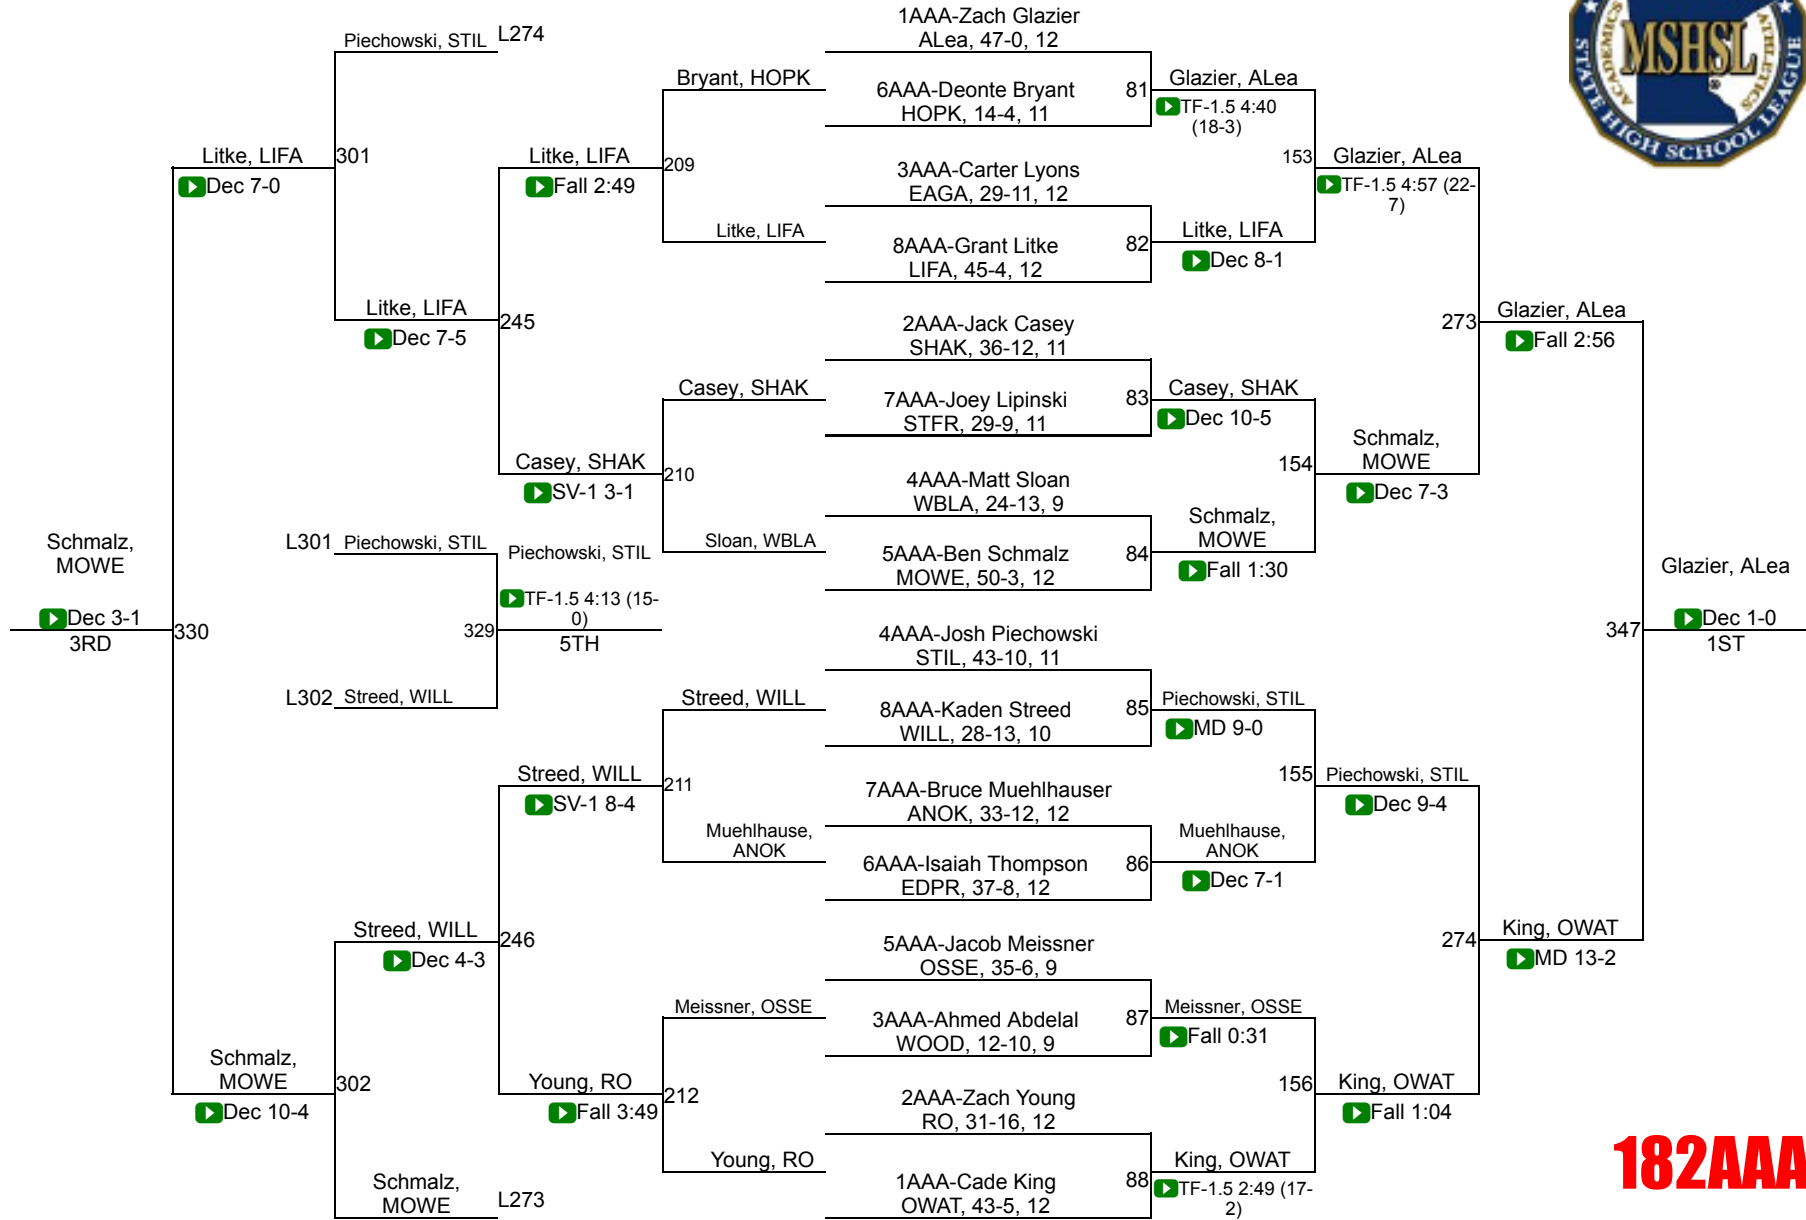 1AAA-Zach Glazier
ALea, 47-0, 12
6AAA-Deonte Bryant
HOPK, 14-4, 11
3AAA-Carter Lyons
EAGA, 29-11, 12
8AAA-Grant Litke
LIFA, 45-4, 12
2AAA-Jack Casey
SHAK, 36-12, 11
7AAA-Joey Lipinski
STFR, 29-9, 11
4AAA-Matt Sloan
WBLA, 24-13, 9
5AAA-Ben Schmalz
MOWE, 50-3, 12
4AAA-Josh Piechowski
STIL, 43-10, 11
8AAA-Kaden Streed
WILL, 28-13, 10
7AAA-Bruce Muehlhauser
ANOK, 33-12, 12
6AAA-Isaiah Thompson
EDPR, 37-8, 12
5AAA-Jacob Meissner
OSSE, 35-6, 9
3AAA-Ahmed Abdelal
WOOD, 12-10, 9
2AAA-Zach Young
RO, 31-16, 12
1AAA-Cade King
OWAT, 43-5, 12
81
Glazier, ALea
TF-1.5 4:40
(18-3)
82
Litke, LIFA
Dec 8-1
83
Casey, SHAK
Dec 10-5
84
Schmalz,
MOWE
Fall 1:30
85
Piechowski, STIL
MD 9-0
86
Muehlhause,
ANOK
Dec 7-1
87
Meissner, OSSE
Fall 0:31
88
King, OWAT
TF-1.5 2:49 (17-
2)
153
Glazier, ALea
TF-1.5 4:57 (22-
7)
154
Schmalz,
MOWE
Dec 7-3
155
Piechowski, STIL
Dec 9-4
156
King, OWAT
Fall 1:04
273
Glazier, ALea
Fall 2:56
274
King, OWAT
MD 13-2
347
Glazier, ALea
Dec 1-0
1ST
Bryant, HOPK
209
Litke, LIFA
Casey, SHAK
210
Sloan, WBLA
Streed, WILL
211
Muehlhause,
ANOK
Meissner, OSSE
212
Young, RO
Litke, LIFA
Fall 2:49
245
Casey, SHAK
SV-1 3-1
Streed, WILL
SV-1 8-4
246
Young, RO
Fall 3:49
Piechowski, STIL
L274
301
Litke, LIFA
Dec 7-5
Streed, WILL
Dec 4-3
302
Schmalz,
MOWE
L273
Litke, LIFA
Dec 7-0
330
Schmalz,
MOWE
Dec 10-4
Schmalz,
MOWE
Dec 3-1
3RD
L301
Piechowski, STIL
L302
Streed, WILL
329
Piechowski, STIL
TF-1.5 4:13 (15-
0)
5TH
ACADEMICS
ATHLETICS
MSHSL
®
STATE HIGH SCHOOL LEAGUE
182AAA